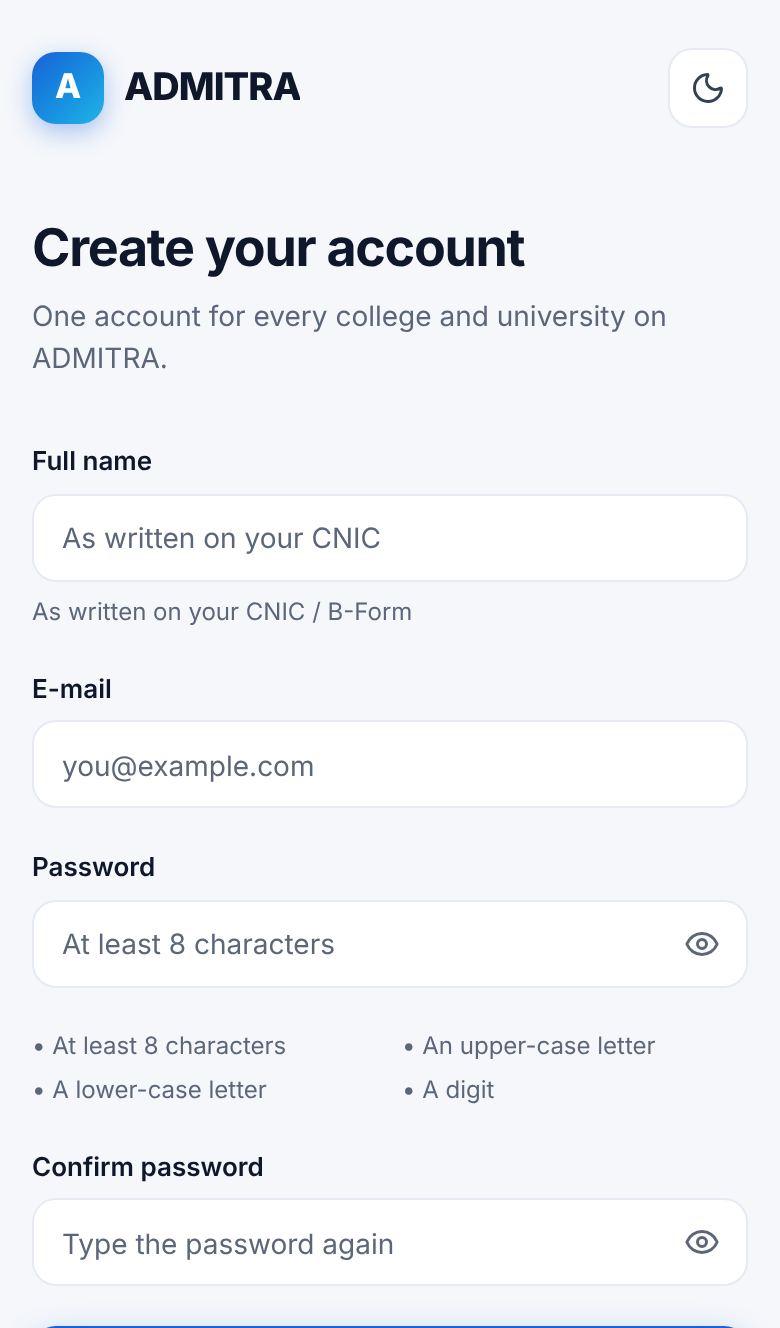 A ADMITRA
Create your account
One account for every college and university on
ADMITRA.
Full name
As written on your CNIC
As written on your CNIC / B-Form
E-mail
you@example.com
Password
At least 8 characters
• At least 8 characters • An upper-case letter
• A lower-case letter • A digit
Confirm password
Type the password again